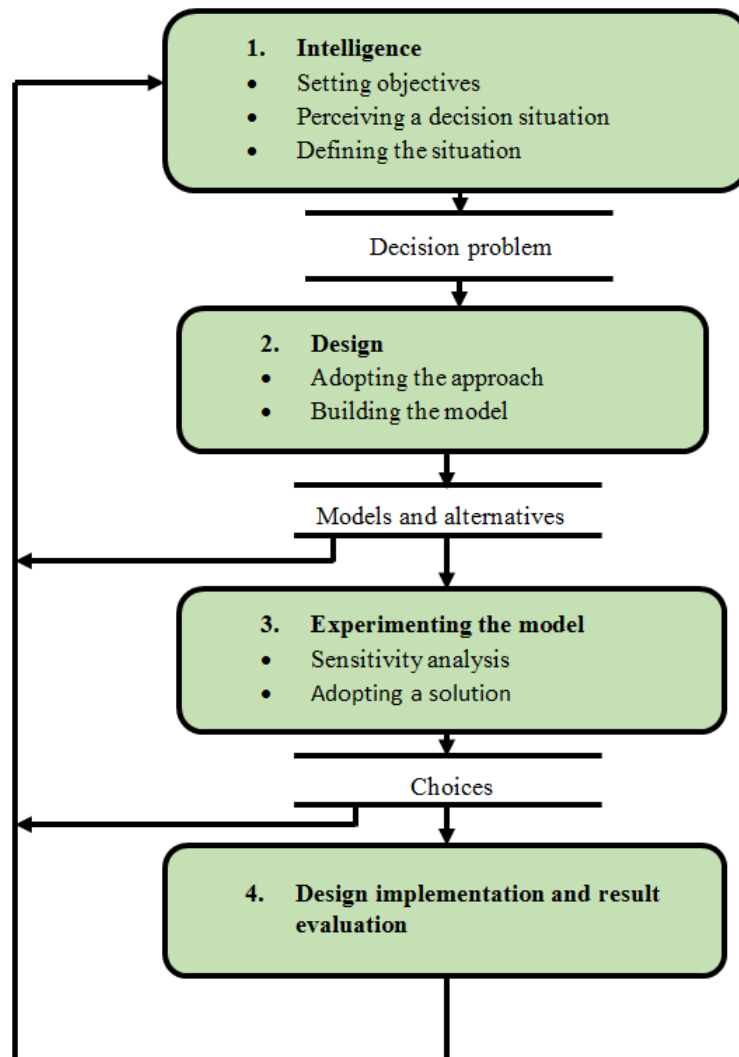 1. Intelligence
• Setting objectives
• Perceiving a decision situation
• Defining the situation
Decision problem
2. Design
• Adopting the approach
• Building the model
Models and alternatives
3. Experimenting the model
• Sensitivity analysis
• Adopting a solution
Choices
4. Design implementation and result
evaluation